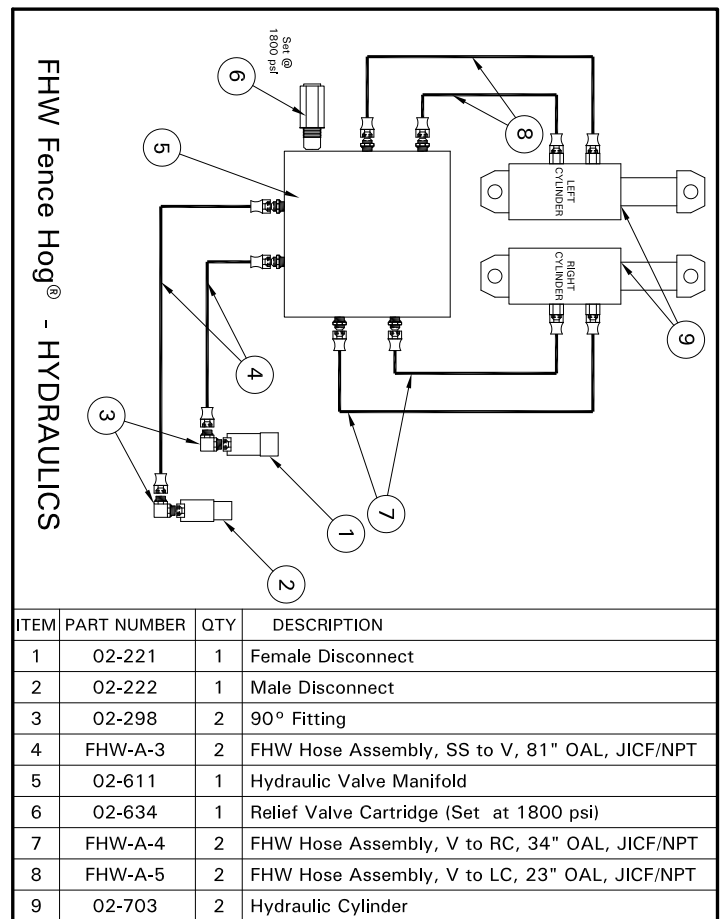 FHW Fence Hog® - HYDRAULICS
Set @
1800 psi
6
5
8
LEFT
CYLINDER
RIGHT
CYLINDER
9
4
3
7
1
2
ITEM PART NUMBER QTY DESCRIPTION
1 02-221 1 Female Disconnect
2 02-222 1 Male Disconnect
3 02-298 2 90° Fitting
4 FHW-A-3 2 FHW Hose Assembly, SS to V, 81" OAL, JICF/NPT
5 02-611 1 Hydraulic Valve Manifold
6 02-634 1 Relief Valve Cartridge (Set at 1800 psi)
7 FHW-A-4 2 FHW Hose Assembly, V to RC, 34" OAL, JICF/NPT
8 FHW-A-5 2 FHW Hose Assembly, V to LC, 23" OAL, JICF/NPT
9 02-703 2 Hydraulic Cylinder